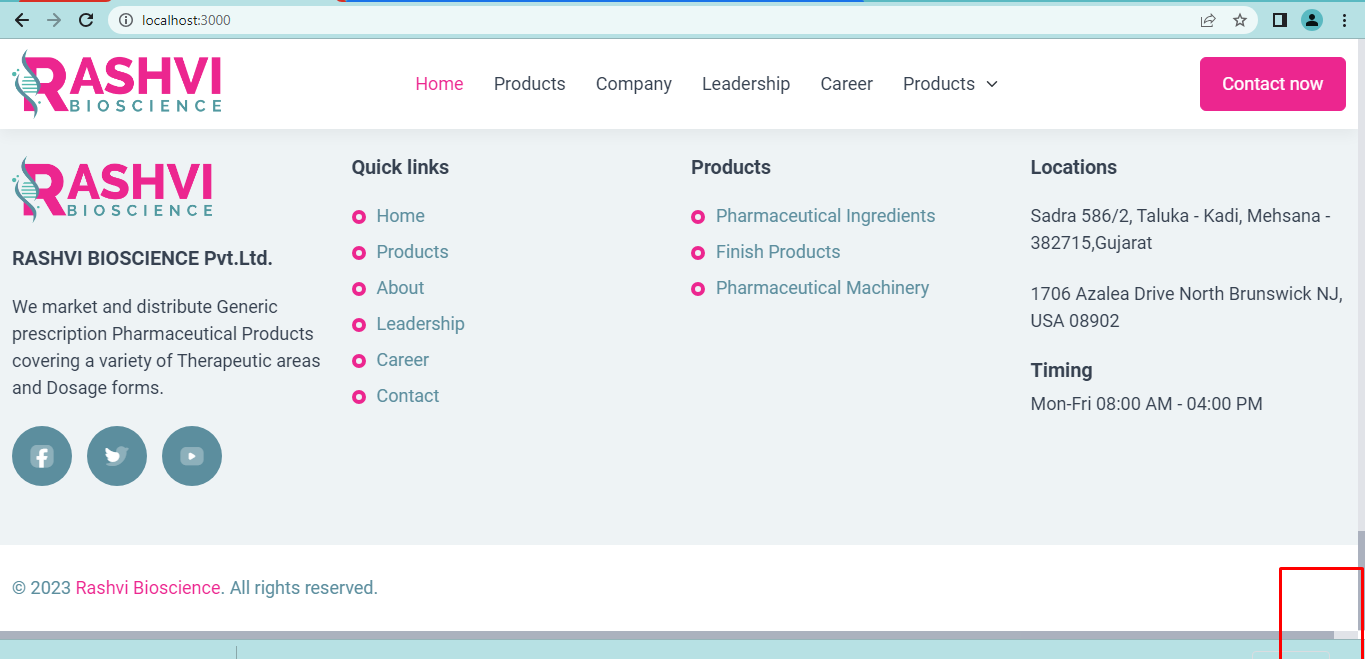 localhost:3000
RASHVI
BIOSCIENCE
Home
Products
Company
Leadership
Career
Products
Contact now
RASHVI
BIOSCIENCE
RASHVI BIOSCIENCE Pvt.Ltd.
We market and distribute Generic
prescription Pharmaceutical Products
covering a variety of Therapeutic areas
and Dosage forms.
Quick links
Home
Products
About
Leadership
Career
Contact
Products
Pharmaceutical Ingredients
Finish Products
Pharmaceutical Machinery
Locations
Sadra 586/2, Taluka - Kadi, Mehsana -
382715,Gujarat
1706 Azalea Drive North Brunswick NJ,
USA 08902
Timing
Mon-Fri 08:00 AM - 04:00 PM
© 2023 Rashvi Bioscience. All rights reserved.